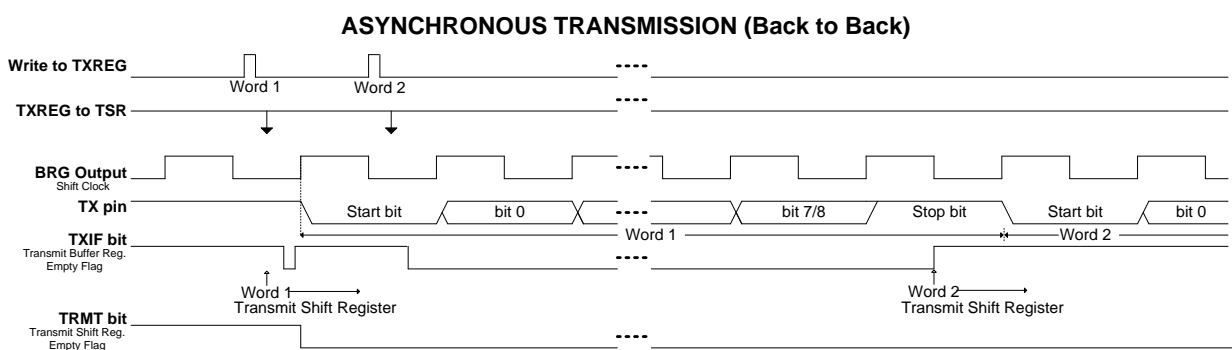 ASYNCHRONOUS TRANSMISSION (Back to Back)
Write to TXREG
Word 1
Word 2
TXREG to TSR
BRG Output
Shift Clock
TX pin
Start bit
bit 0
bit 7/8
Stop bit
Start bit
bit 0
Word 1
Word 2
TXIF bit
Transmit Buffer Reg.
Empty Flag
Word 1
Transmit Shift Register
Word 2
Transmit Shift Register
TRMT bit
Transmit Shift Reg.
Empty Flag